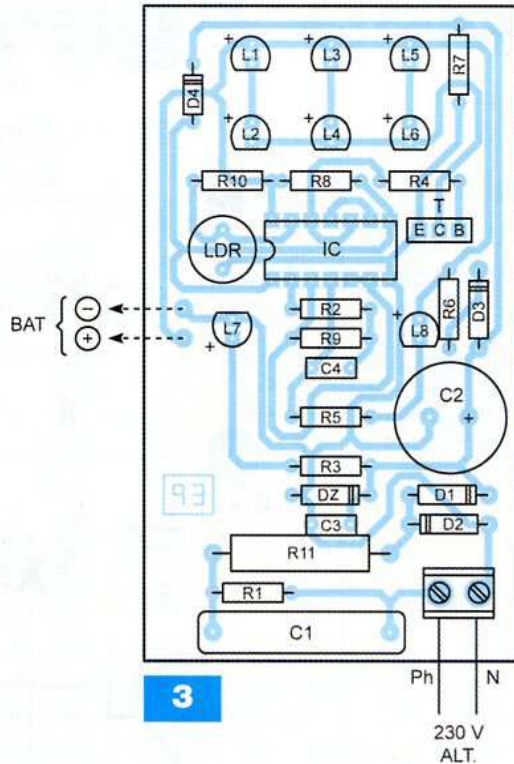 L1 L3 L5
R7
D4
L2 L4 L6
R10 R8 R4
T
E C B
LDR IC
BAT − +
R2
L7 R9 L8 R6 D3
C4
C2
R5 +
R3
DZ D1
C3 D2
R11
R1
C1
Ph N
3
230 V
ALT.